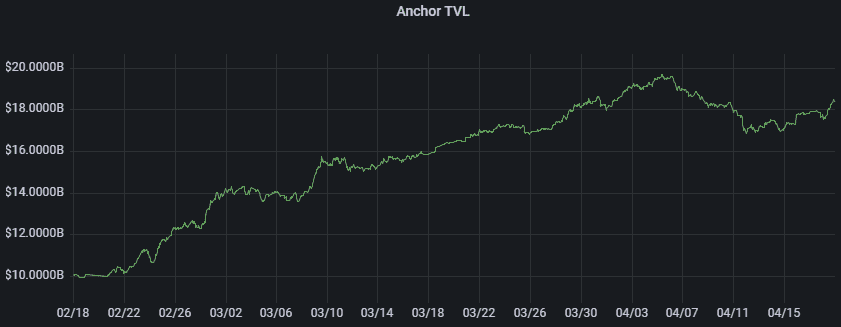 Anchor TVL
$20.0000B
$18.0000B
$16.0000B
$14.0000B
$12.0000B
$10.0000B
02/18 02/22 02/26 03/02 03/06 03/10 03/14 03/18 03/22 03/26 03/30 04/03 04/07 04/11 04/15